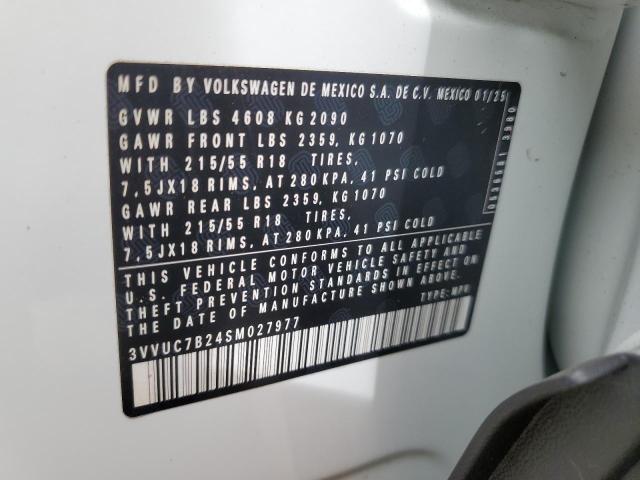 MFD BY VOLKSWAGEN DE MEXICO S.A. DE C.V. MEXICO 01/25
GVWR LBS 4608 KG 2090
GAWR FRONT LBS 2359, KG 1070
WITH 215/55 R18 TIRES,
7,5JX18 RIMS, AT 280 KPA, 41 PSI COLD
GAWR REAR LBS 2359, KG 1070
WITH 215/55 R18 TIRES,
7,5JX18 RIMS, AT 280 KPA, 41 PSI COLD
THIS VEHICLE CONFORMS TO ALL APPLICABLE
U.S. FEDERAL MOTOR VEHICLE SAFETY AND
THEFT PREVENTION STANDARDS IN EFFECT ON
THE DATE OF MANUFACTURE SHOWN ABOVE.
TYPE: MPV
3VVUC7B24SM027977
3980